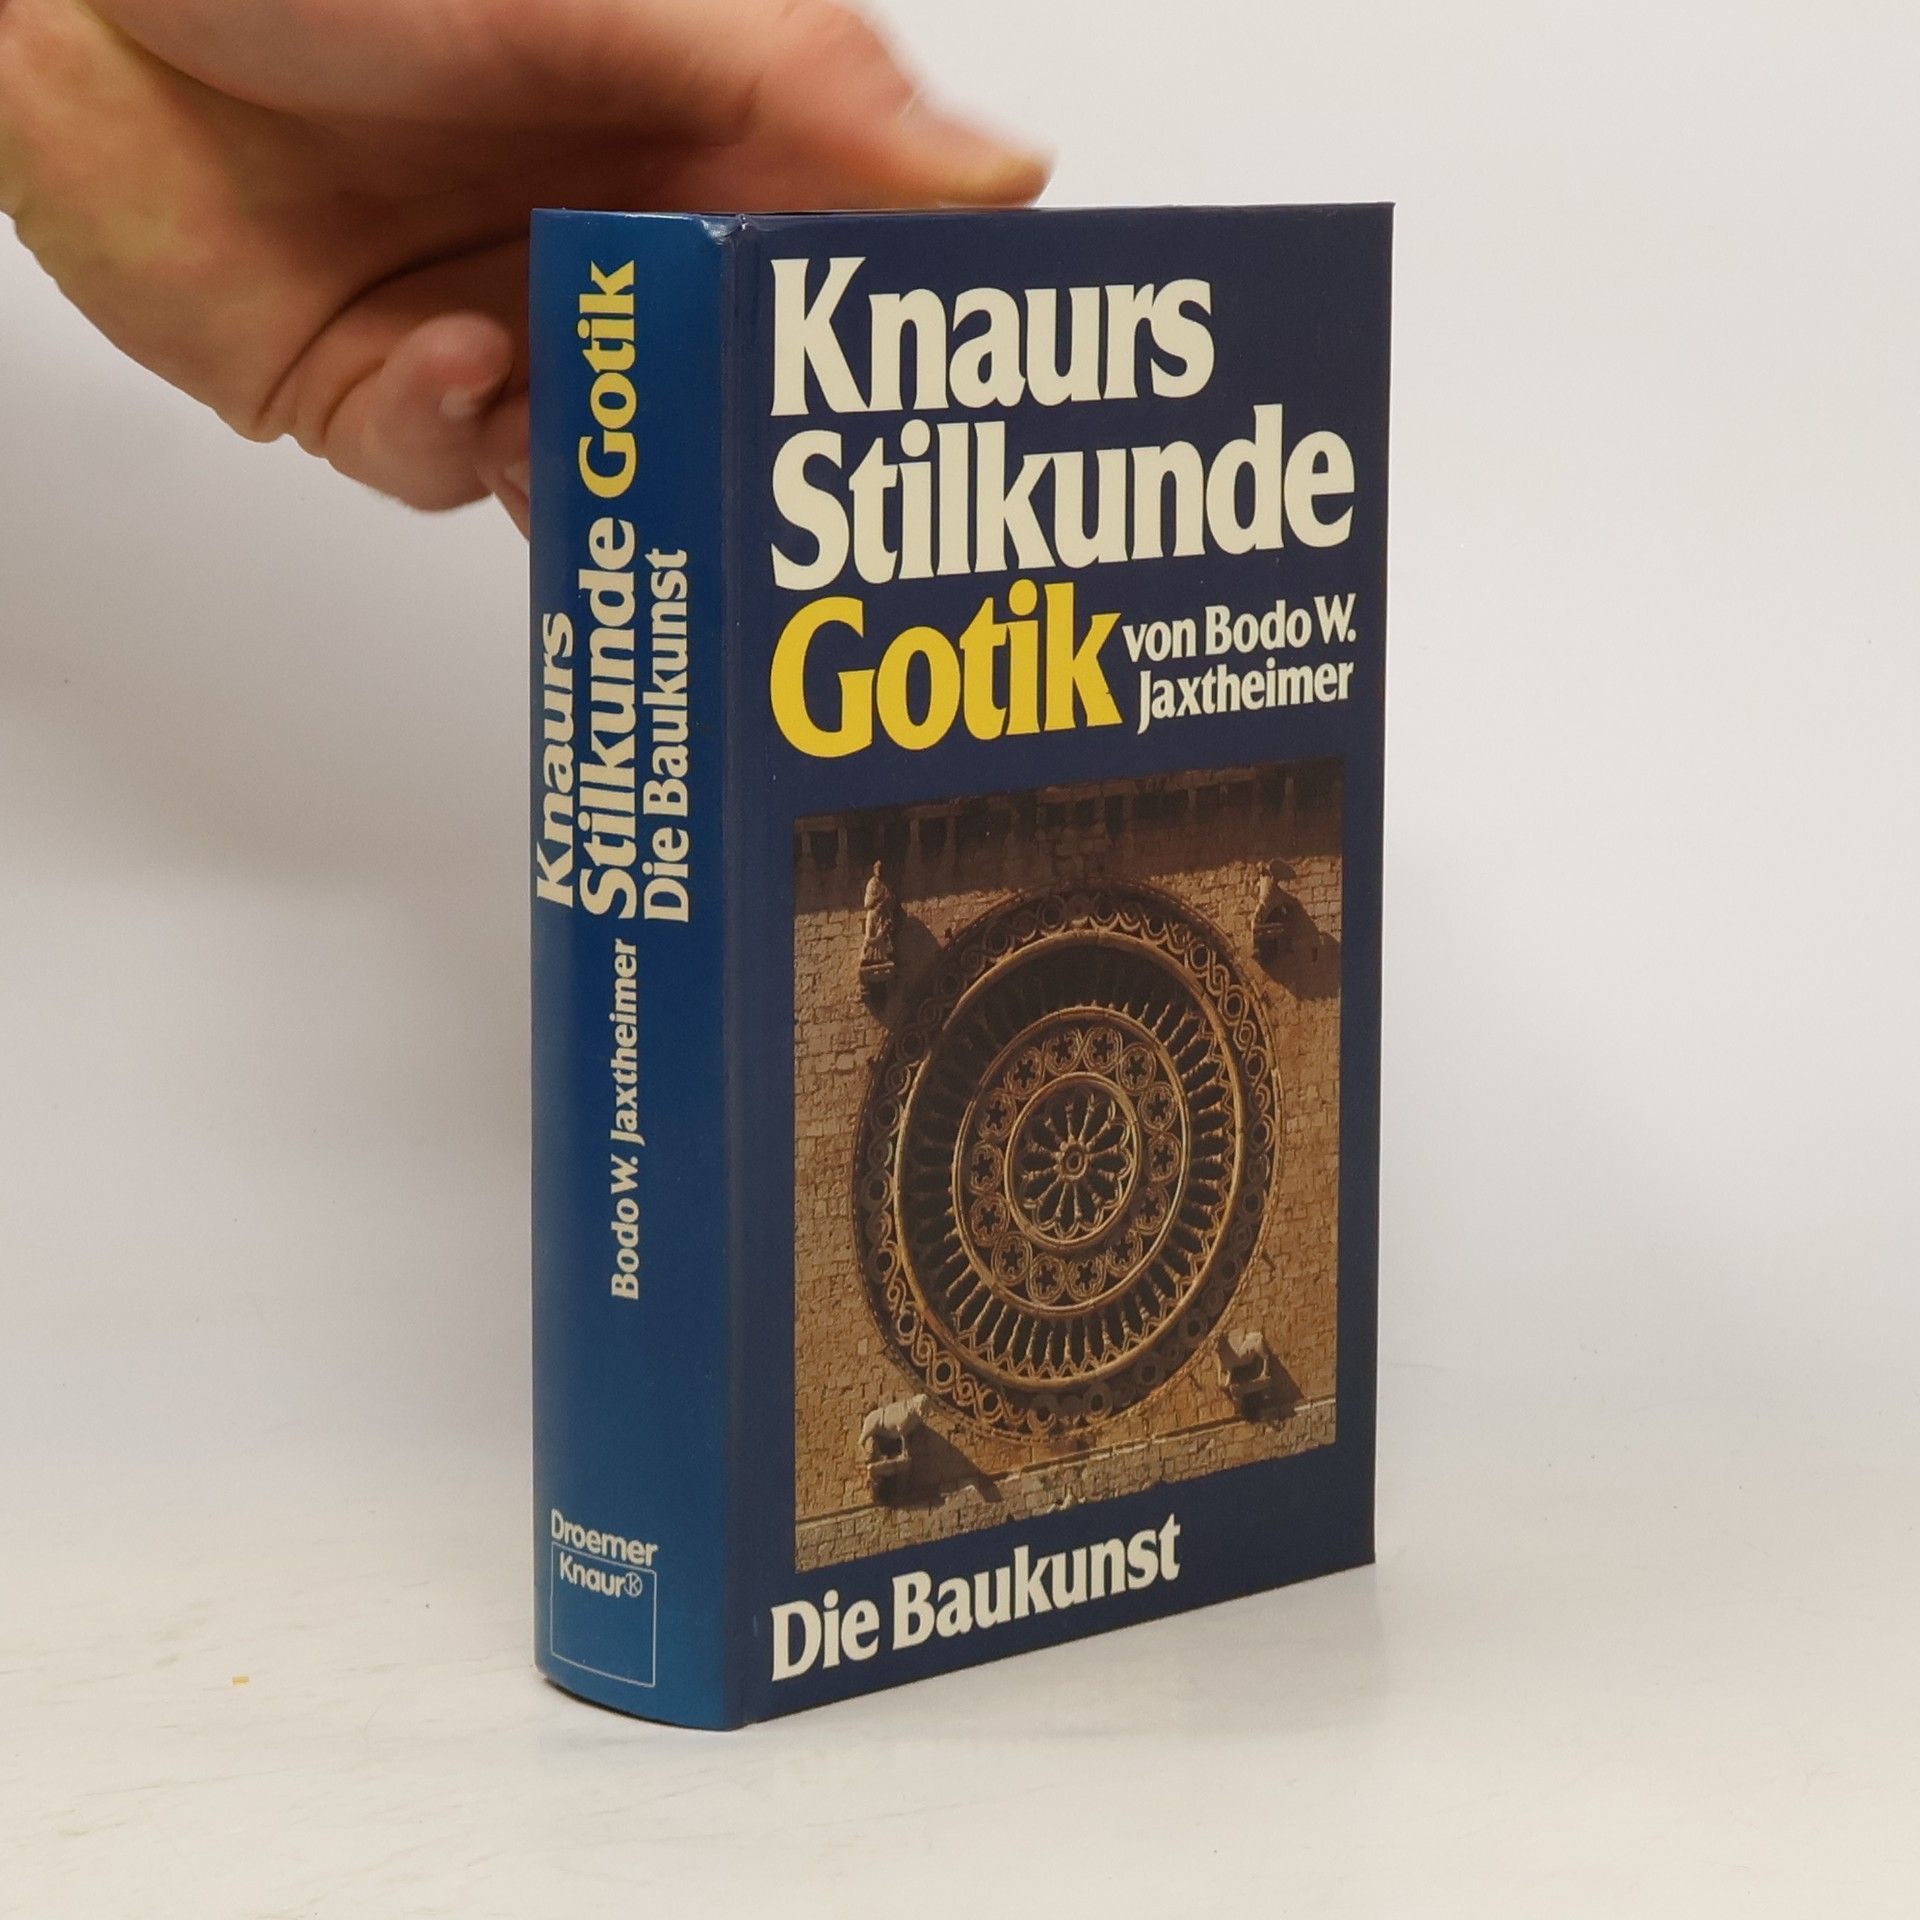 Knaurs
Stilkunde Gotik
Die Baukunst
Bodo W. Jaxtheimer
Droemer
Knaur
Knaurs
Stilkunde
Gotik von Bodo W.
Jaxtheimer
Die Baukunst